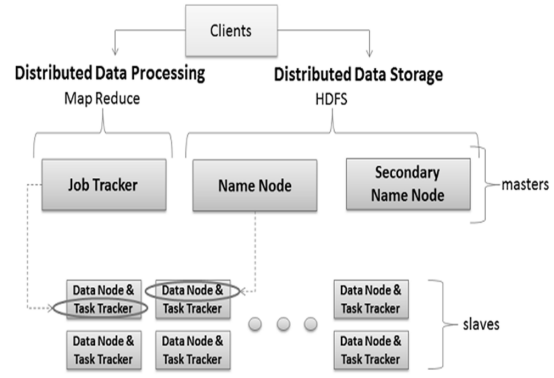 Clients
Distributed Data Processing
Map Reduce
Distributed Data Storage
HDFS
Job Tracker
Name Node
Secondary
Name Node
masters
Data Node &
Task Tracker
Data Node &
Task Tracker
Data Node &
Task Tracker
Data Node &
Task Tracker
Data Node &
Task Tracker
Data Node &
Task Tracker
slaves